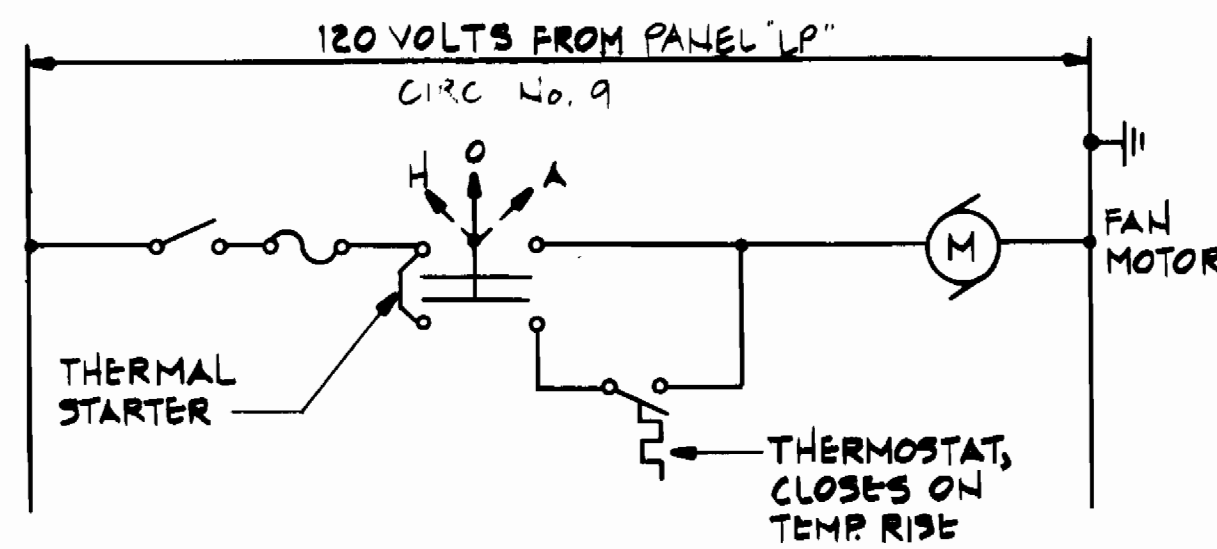 120 VOLTS FROM PANEL "LP"
CIRC No. 9
H O A
FAN
MOTOR
M
THERMAL
STARTER
THERMOSTAT,
CLOSES ON
TEMP. RISE